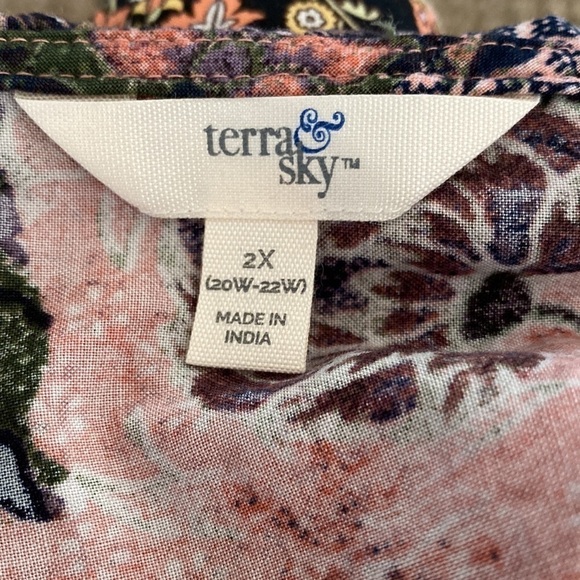 terra &
sky™
2X
(20W-22W)
MADE IN
INDIA